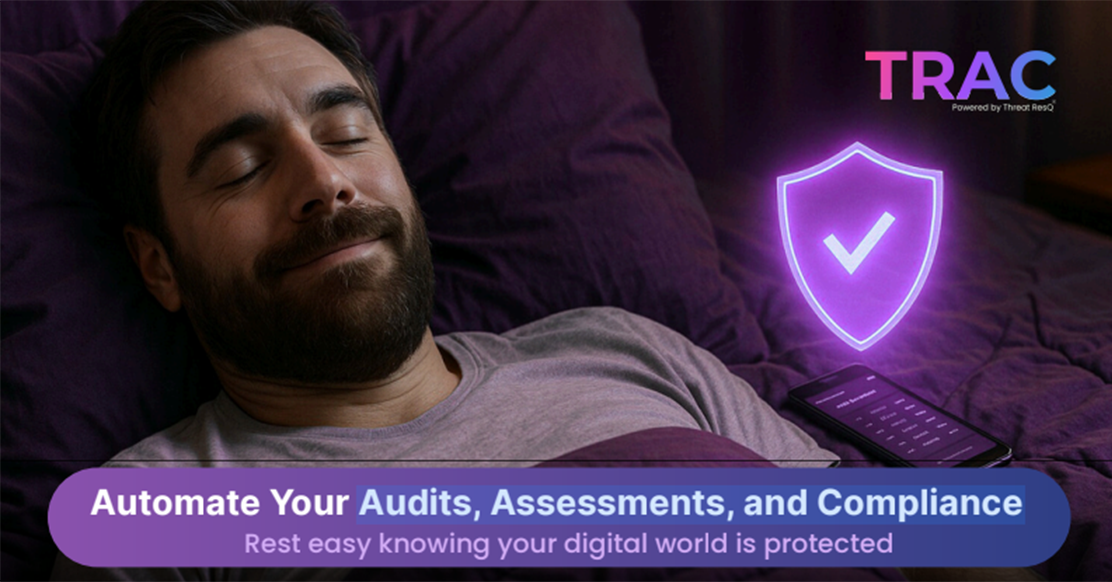 TRAC
Powered by Threat ResQ
Automate Your Audits, Assessments, and Compliance
Rest easy knowing your digital world is protected